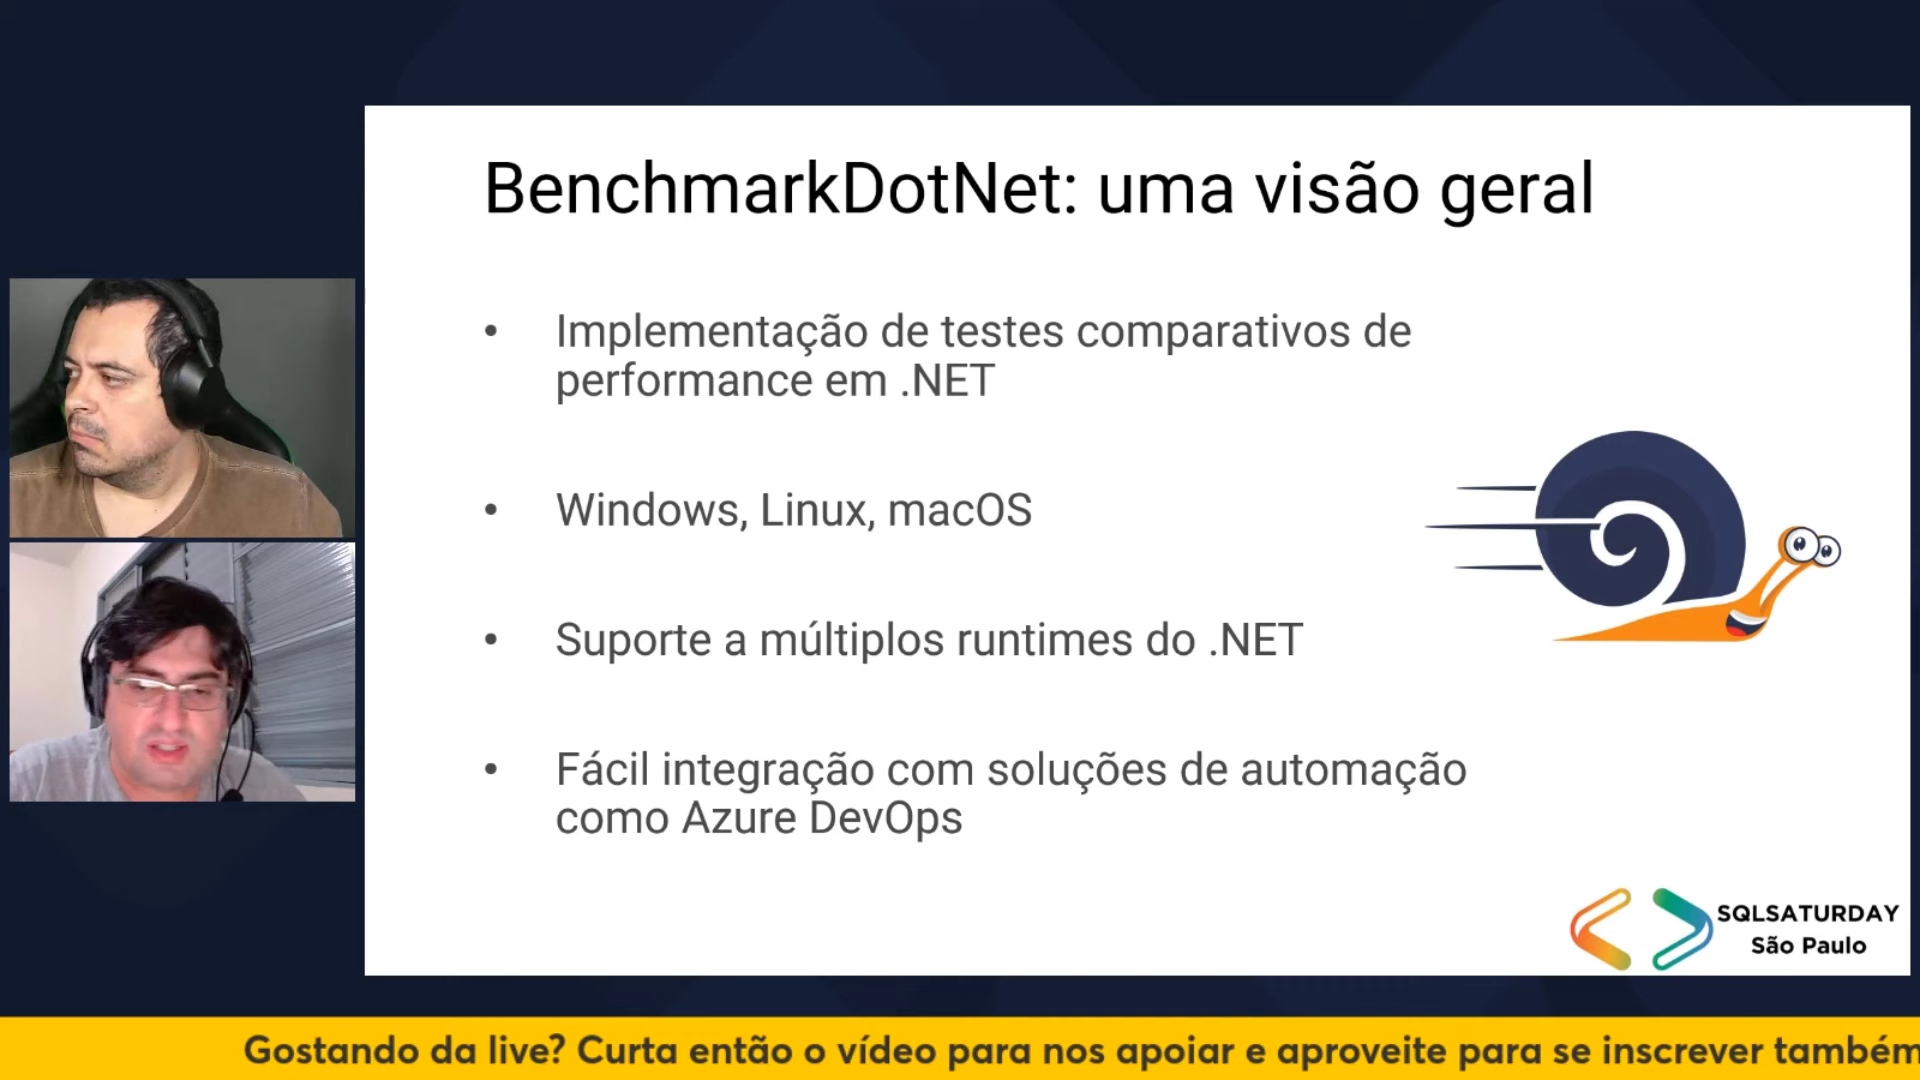 BenchmarkDotNet: uma visão geral
• Implementação de testes comparativos de
performance em .NET
• Windows, Linux, macOS
• Suporte a múltiplos runtimes do .NET
• Fácil integração com soluções de automação
como Azure DevOps
SQLSATURDAY
São Paulo
Gostando da live? Curta então o vídeo para nos apoiar e aproveite para se inscrever também